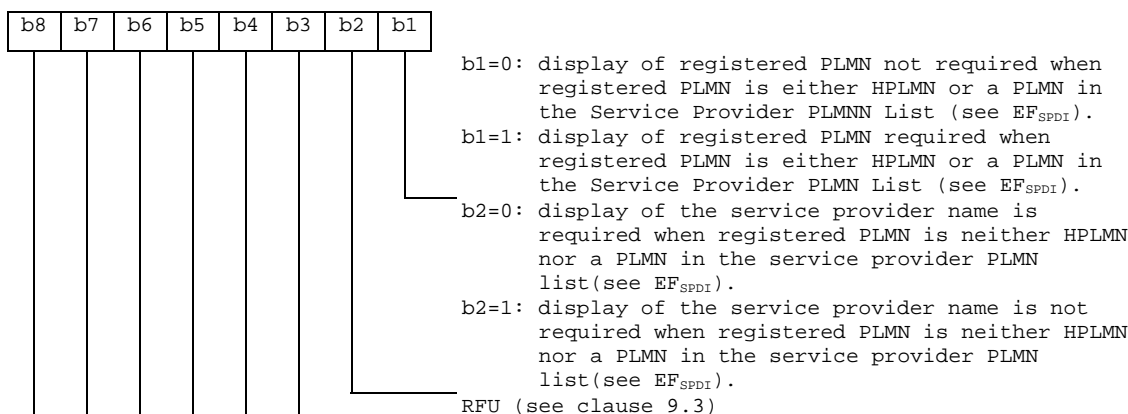 b8 b7 b6 b5 b4 b3 b2 b1
b1=0: display of registered PLMN not required when
registered PLMN is either HPLMN or a PLMN in
the Service Provider PLMNN List (see EFSPDI).
b1=1: display of registered PLMN required when
registered PLMN is either HPLMN or a PLMN in
the Service Provider PLMN List (see EFSPDI).
b2=0: display of the service provider name is
required when registered PLMN is neither HPLMN
nor a PLMN in the service provider PLMN
list(see EFSPDI).
b2=1: display of the service provider name is not
required when registered PLMN is neither HPLMN
nor a PLMN in the service provider PLMN
list(see EFSPDI).
RFU (see clause 9.3)